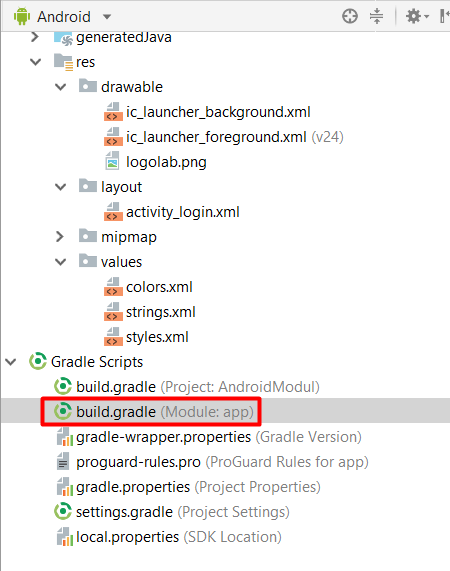 Android
generatedJava
res
drawable
ic_launcher_background.xml
ic_launcher_foreground.xml (v24)
logolab.png
layout
activity_login.xml
mipmap
values
colors.xml
strings.xml
styles.xml
Gradle Scripts
build.gradle (Project: AndroidModul)
build.gradle (Module: app)
gradle-wrapper.properties (Gradle Version)
proguard-rules.pro (ProGuard Rules for app)
gradle.properties (Project Properties)
settings.gradle (Project Settings)
local.properties (SDK Location)